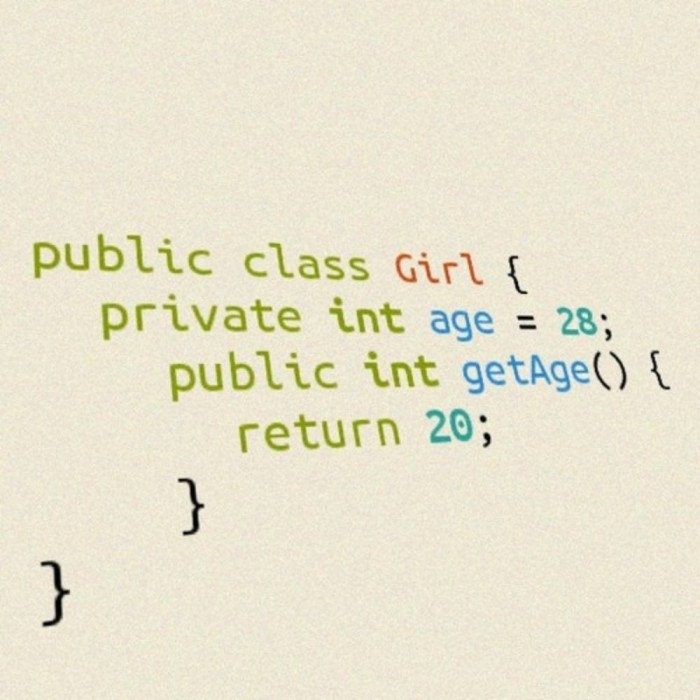 public class Girl {
private int age = 28;
public int getAge() {
return 20;
}
}